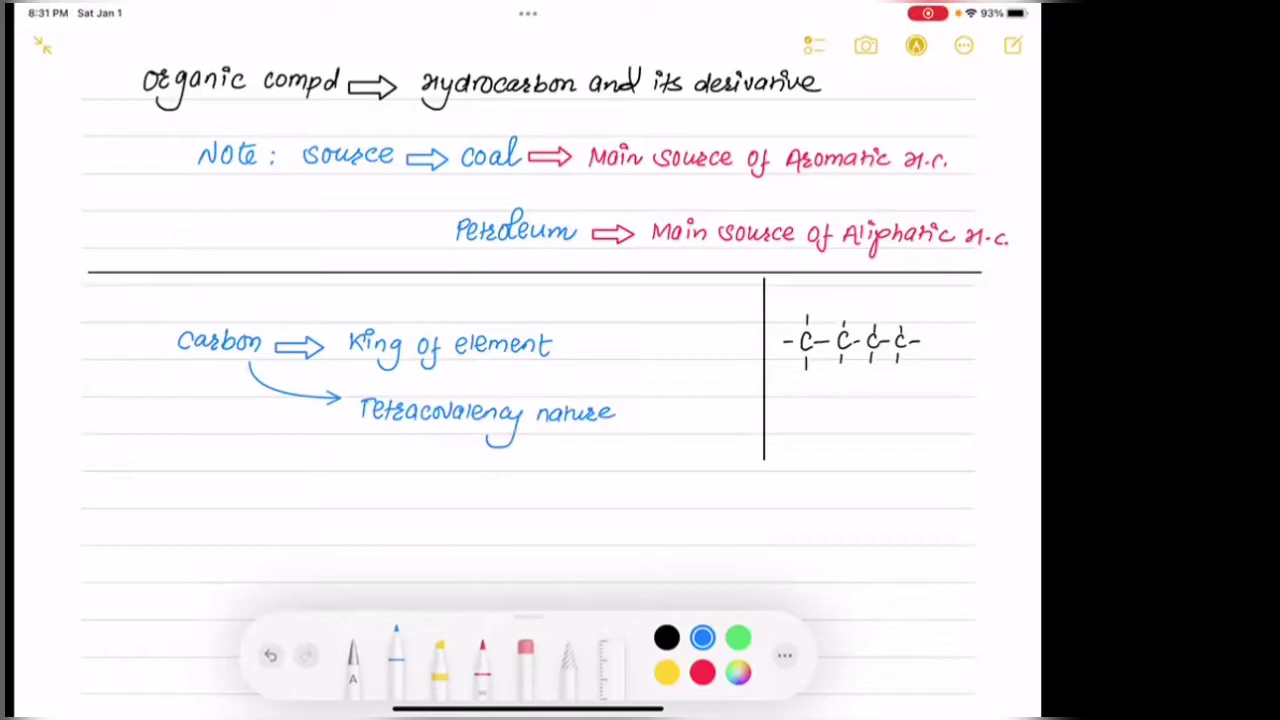 8:31 PM Sat Jan 1
93%
Organic compd ⇒ Hydrocarbon and its derivative
Note : Source ⇒ Coal ⇒ Main source of Aromatic H.C.
Petroleum ⇒ Main source of Aliphatic H.C.
Carbon ⇒ King of element
-C-C-C-C-
Tetracovalency nature
A